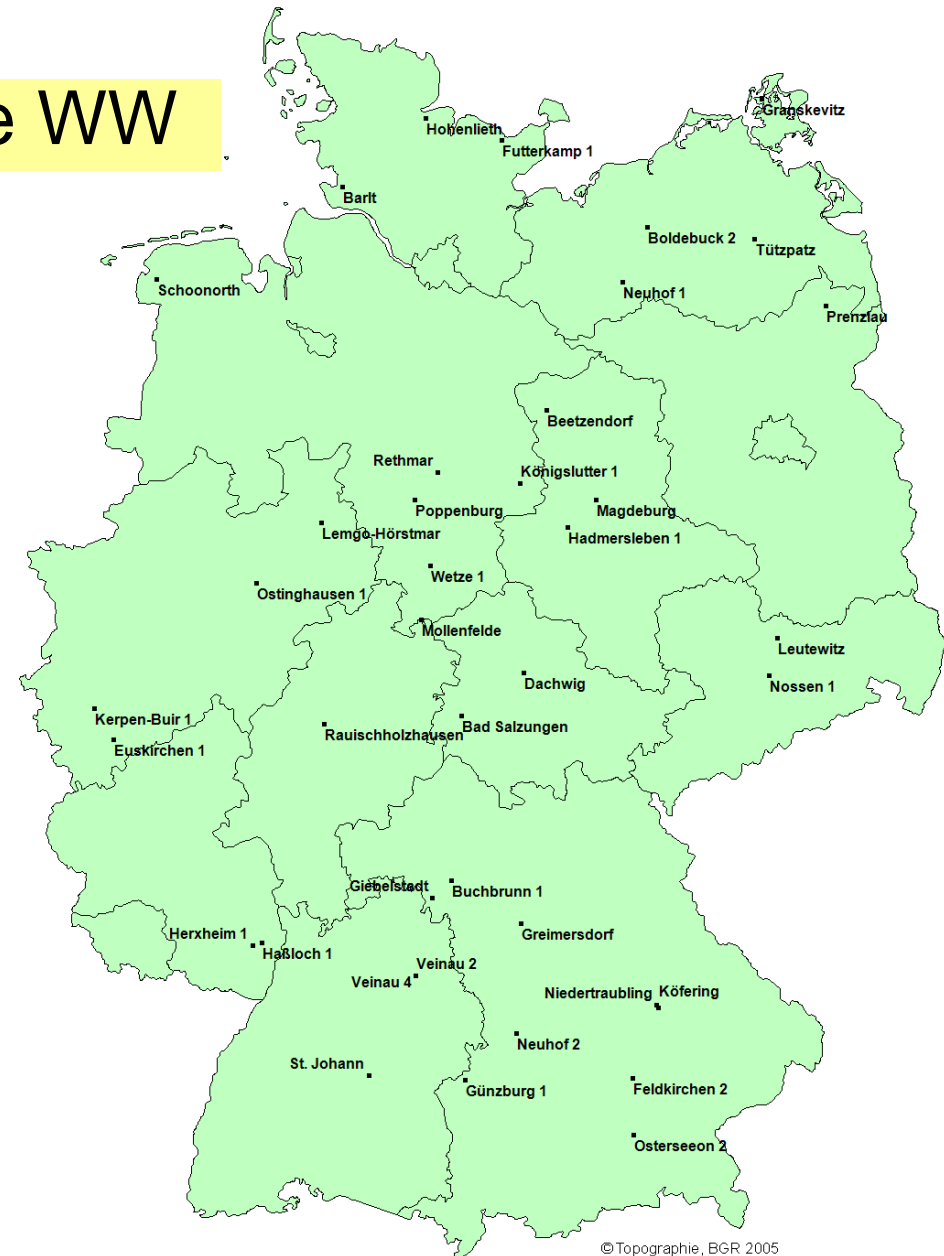 e WW
Granskevitz
Hohenlieth
Futterkamp 1
Barlt
Boldebuck 2
Tützpatz
Schoonorth
Neuhof 1
Prenzlau
Beetzendorf
Rethmar
Königslutter 1
Poppenburg
Magdeburg
Lemgo-Hörstmar
Hadmersleben 1
Wetze 1
Ostinghausen 1
Mollenfelde
Leutewitz
Dachwig
Nossen 1
Kerpen-Buir 1
Bad Salzungen
Rauischholzhausen
Euskirchen 1
Giebelstadt
Buchbrunn 1
Herxheim 1
Greimersdorf
Haßloch 1
Veinau 2
Veinau 4
Niedertraubling
Köfering
Neuhof 2
St. Johann
Günzburg 1
Feldkirchen 2
Osterseeon 2
© Topographie, BGR 2005